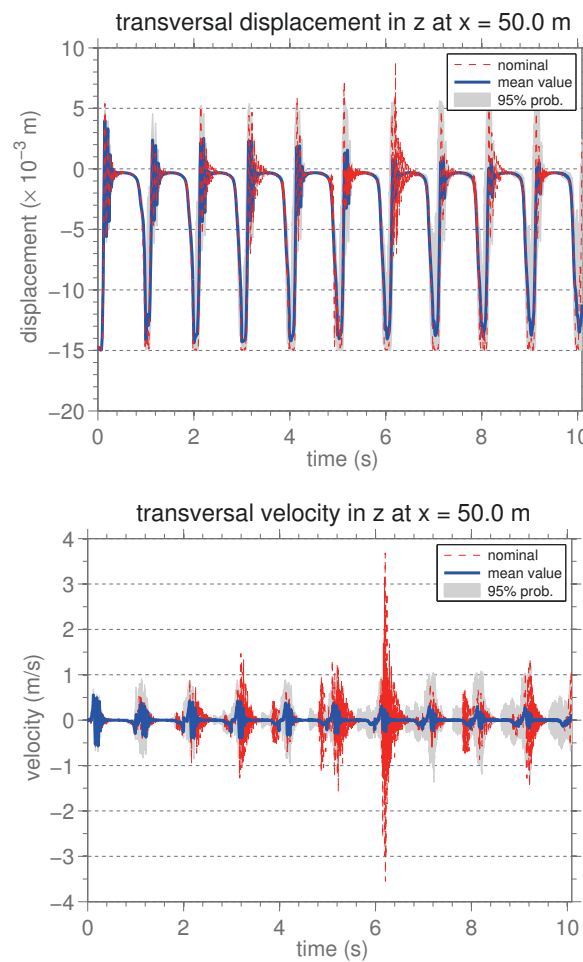 transversal displacement in z at x = 50.0 m
10
5
0
−5
−10
−15
−20
displacement (× 10⁻³ m)
nominal
mean value
95% prob.
0
2
4
6
8
10
time (s)
transversal velocity in z at x = 50.0 m
4
3
2
1
0
−1
−2
−3
−4
velocity (m/s)
nominal
mean value
95% prob.
0
2
4
6
8
10
time (s)